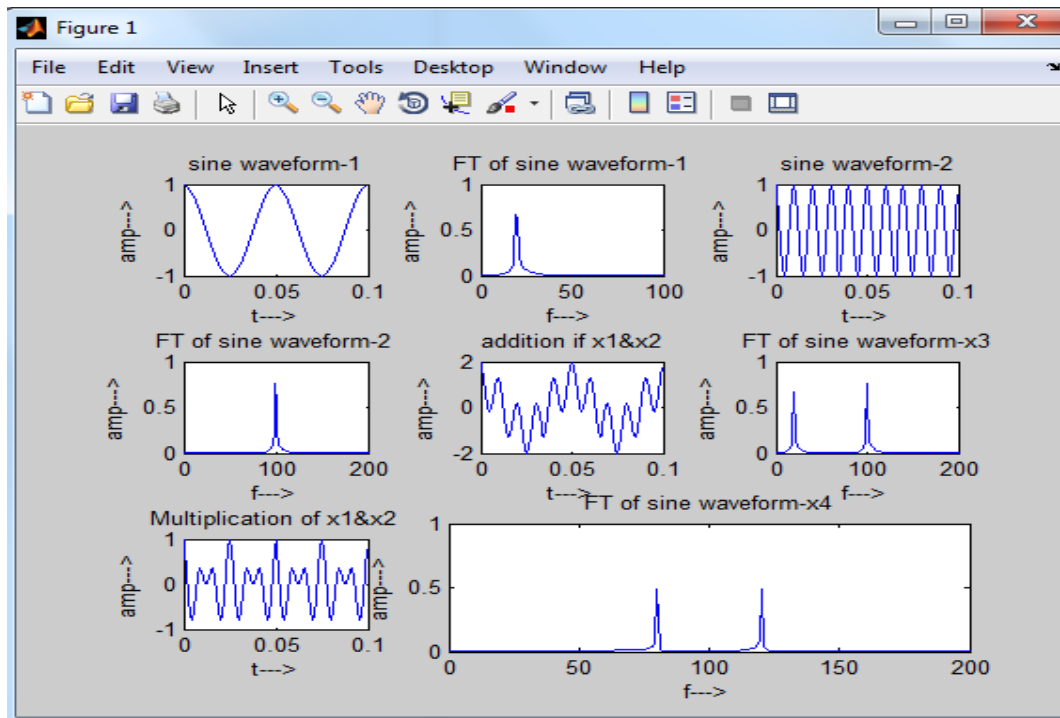 Figure 1
File Edit View Insert Tools Desktop Window Help
sine waveform-1
1
0
-1
amp--->
0 0.05 0.1
t--->
FT of sine waveform-1
1
0.5
0
amp--->
0 50 100
f--->
sine waveform-2
1
0
-1
amp--->
0 0.05 0.1
t--->
FT of sine waveform-2
1
0.5
0
amp--->
0 100 200
f--->
addition if x1&x2
2
0
-2
amp--->
0 0.05 0.1
t--->
FT of sine waveform-x3
1
0.5
0
amp--->
0 100 200
f--->
Multiplication of x1&x2
1
0
-1
amp--->
0 0.05 0.1
t--->
FT of sine waveform-x4
1
0.5
0
amp--->
0 50 100 150 200
f--->